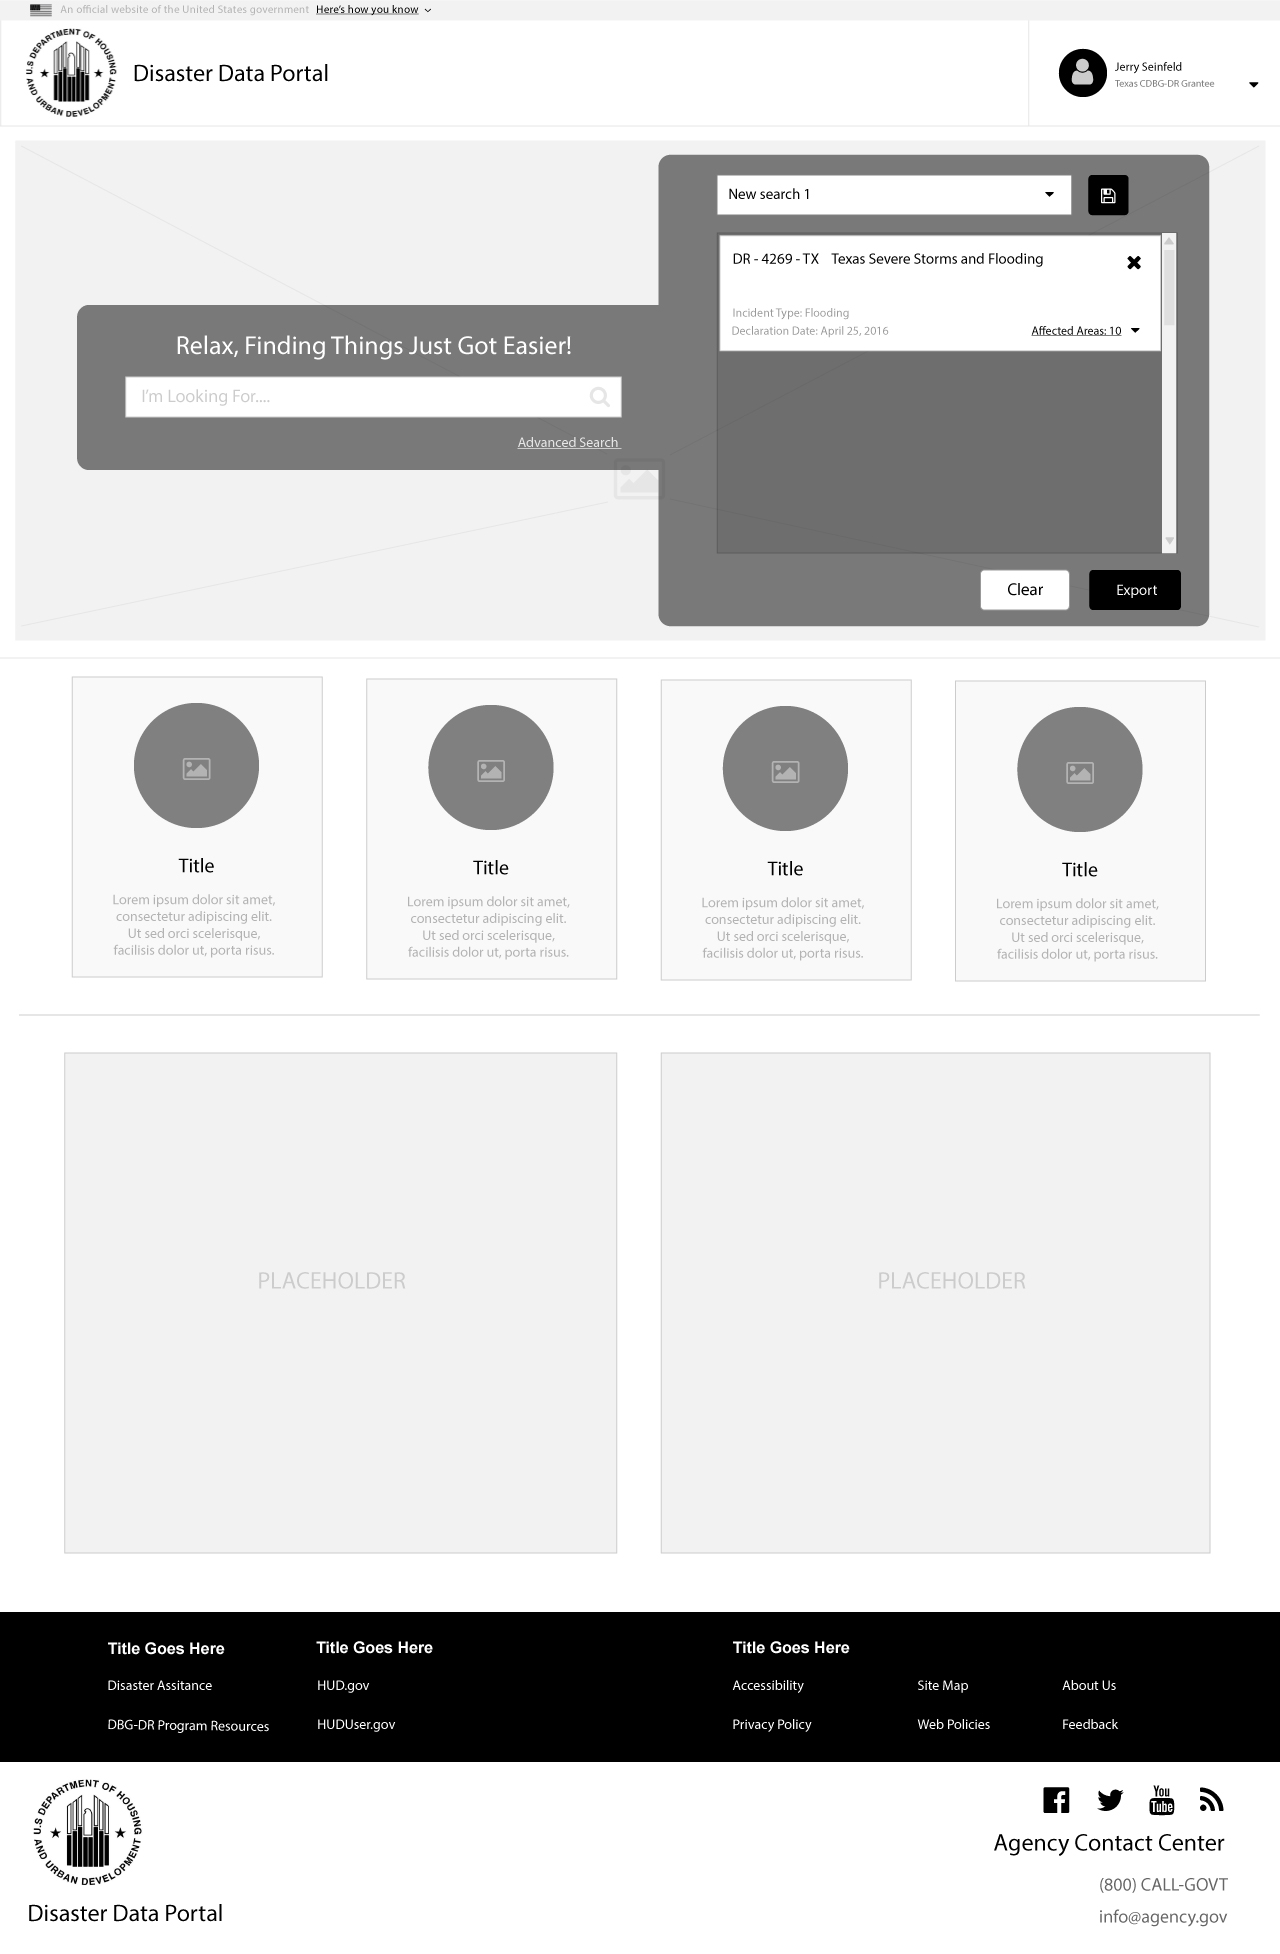 An official website of the United States government Here's how you know
U.S DEPARTMENT OF HOUSING
AND URBAN DEVELOPMENT
Disaster Data Portal
Jerry Seinfeld
Texas CDBG-DR Grantee
New search 1
DR - 4269 - TX Texas Severe Storms and Flooding
Incident Type: Flooding
Declaration Date: April 25, 2016
Affected Areas: 10
Relax, Finding Things Just Got Easier!
I'm Looking For....
Advanced Search
Clear
Export
Title
Lorem ipsum dolor sit amet,
consectetur adipiscing elit.
Ut sed orci scelerisque,
facilisis dolor ut, porta risus.
Title
Lorem ipsum dolor sit amet,
consectetur adipiscing elit.
Ut sed orci scelerisque,
facilisis dolor ut, porta risus.
Title
Lorem ipsum dolor sit amet,
consectetur adipiscing elit.
Ut sed orci scelerisque,
facilisis dolor ut, porta risus.
Title
Lorem ipsum dolor sit amet,
consectetur adipiscing elit.
Ut sed orci scelerisque,
facilisis dolor ut, porta risus.
PLACEHOLDER
PLACEHOLDER
Title Goes Here
Disaster Assitance
DBG-DR Program Resources
Title Goes Here
HUD.gov
HUDUser.gov
Title Goes Here
Accessibility
Site Map
About Us
Privacy Policy
Web Policies
Feedback
U.S DEPARTMENT OF HOUSING
AND URBAN DEVELOPMENT
Disaster Data Portal
You
Tube
Agency Contact Center
(800) CALL-GOVT
info@agency.gov